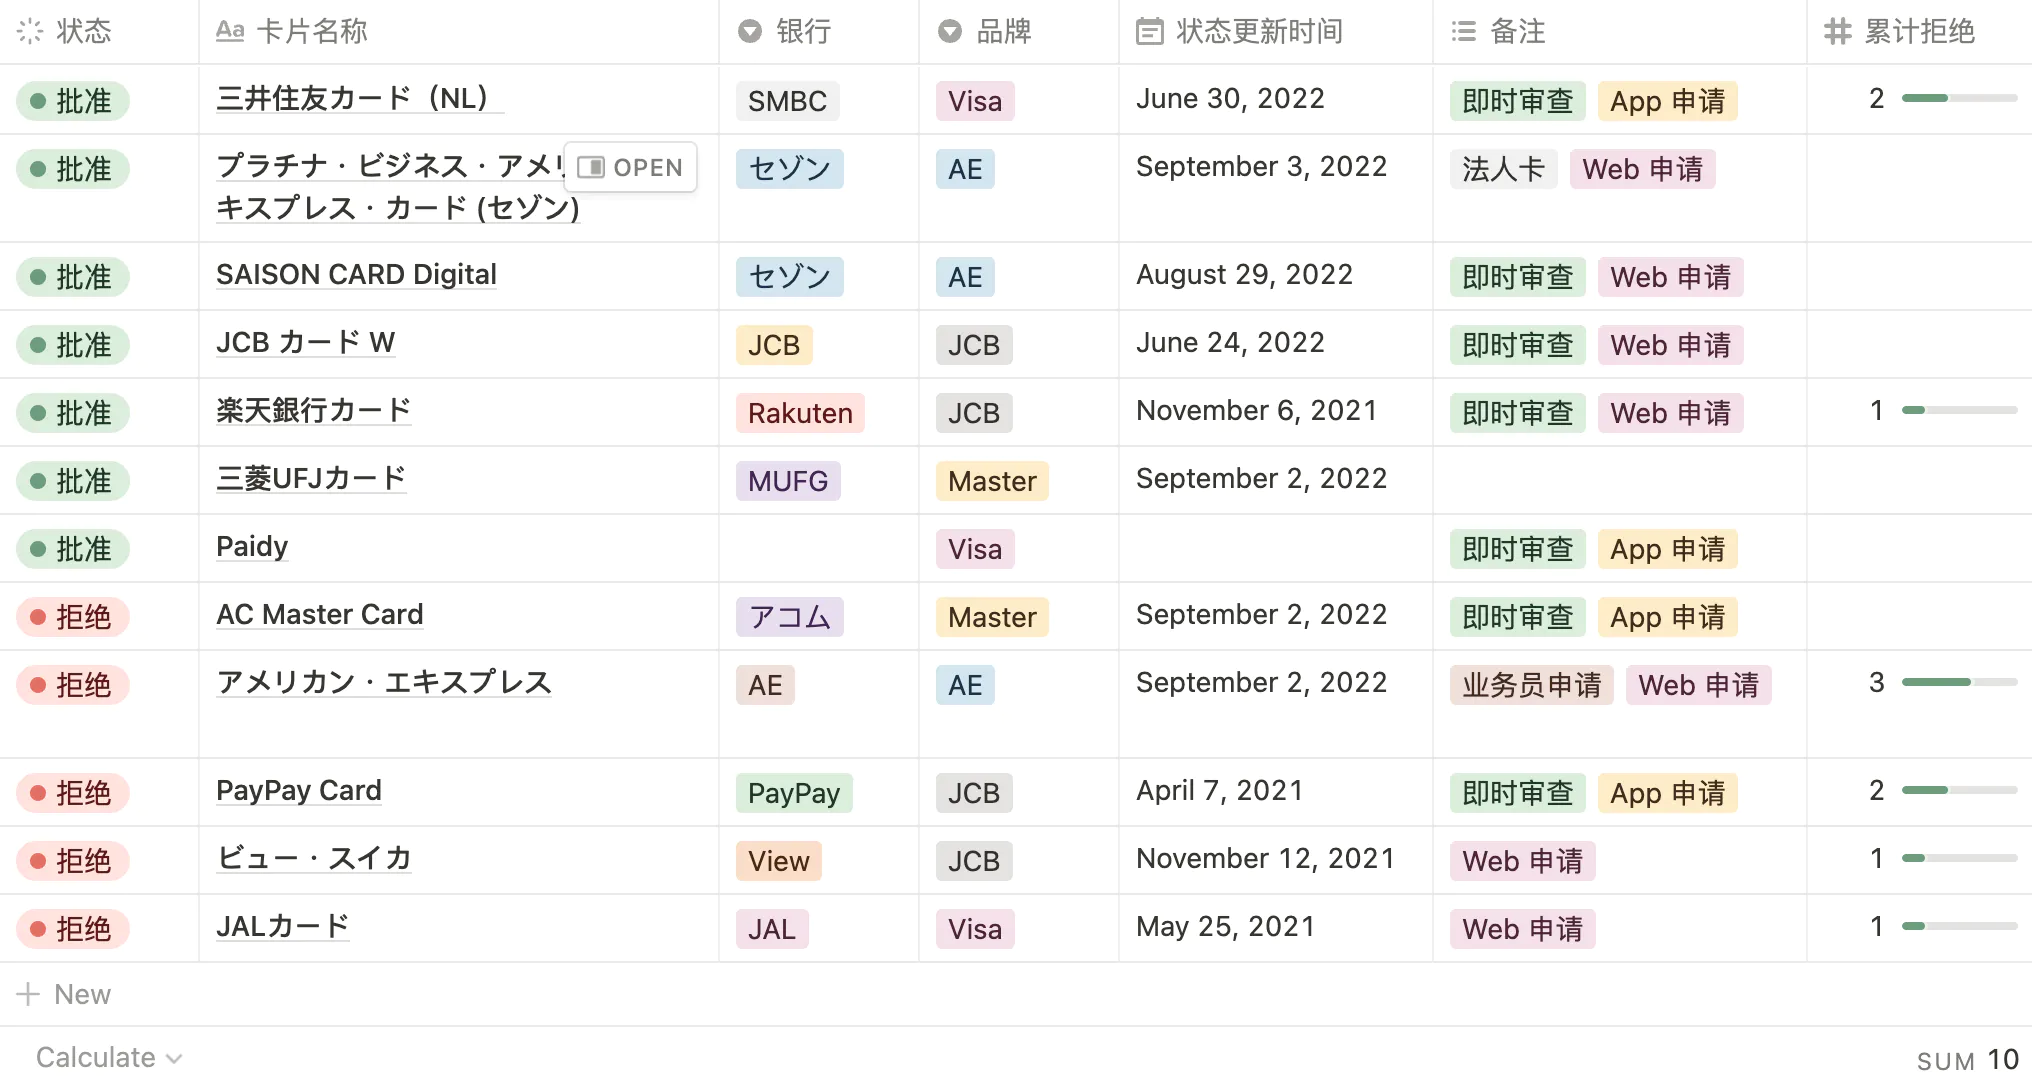 状态 Aa 卡片名称 银行 品牌 状态更新时间 备注 累计拒绝
批准 三井住友カード（NL） SMBC Visa June 30, 2022 即时审查 App 申请 2
批准 プラチナ・ビジネス・アメリ OPEN セゾン AE September 3, 2022 法人卡 Web 申请
キスプレス・カード (セゾン)
批准 SAISON CARD Digital セゾン AE August 29, 2022 即时审查 Web 申请
批准 JCB カード W JCB JCB June 24, 2022 即时审查 Web 申请
批准 楽天銀行カード Rakuten JCB November 6, 2021 即时审查 Web 申请 1
批准 三菱UFJカード MUFG Master September 2, 2022
批准 Paidy Visa 即时审查 App 申请
拒绝 AC Master Card アコム Master September 2, 2022 即时审查 App 申请
拒绝 アメリカン・エキスプレス AE AE September 2, 2022 业务员申请 Web 申请 3
拒绝 PayPay Card PayPay JCB April 7, 2021 即时审查 App 申请 2
拒绝 ビュー・スイカ View JCB November 12, 2021 Web 申请 1
拒绝 JALカード JAL Visa May 25, 2021 Web 申请 1
New
Calculate SUM 10